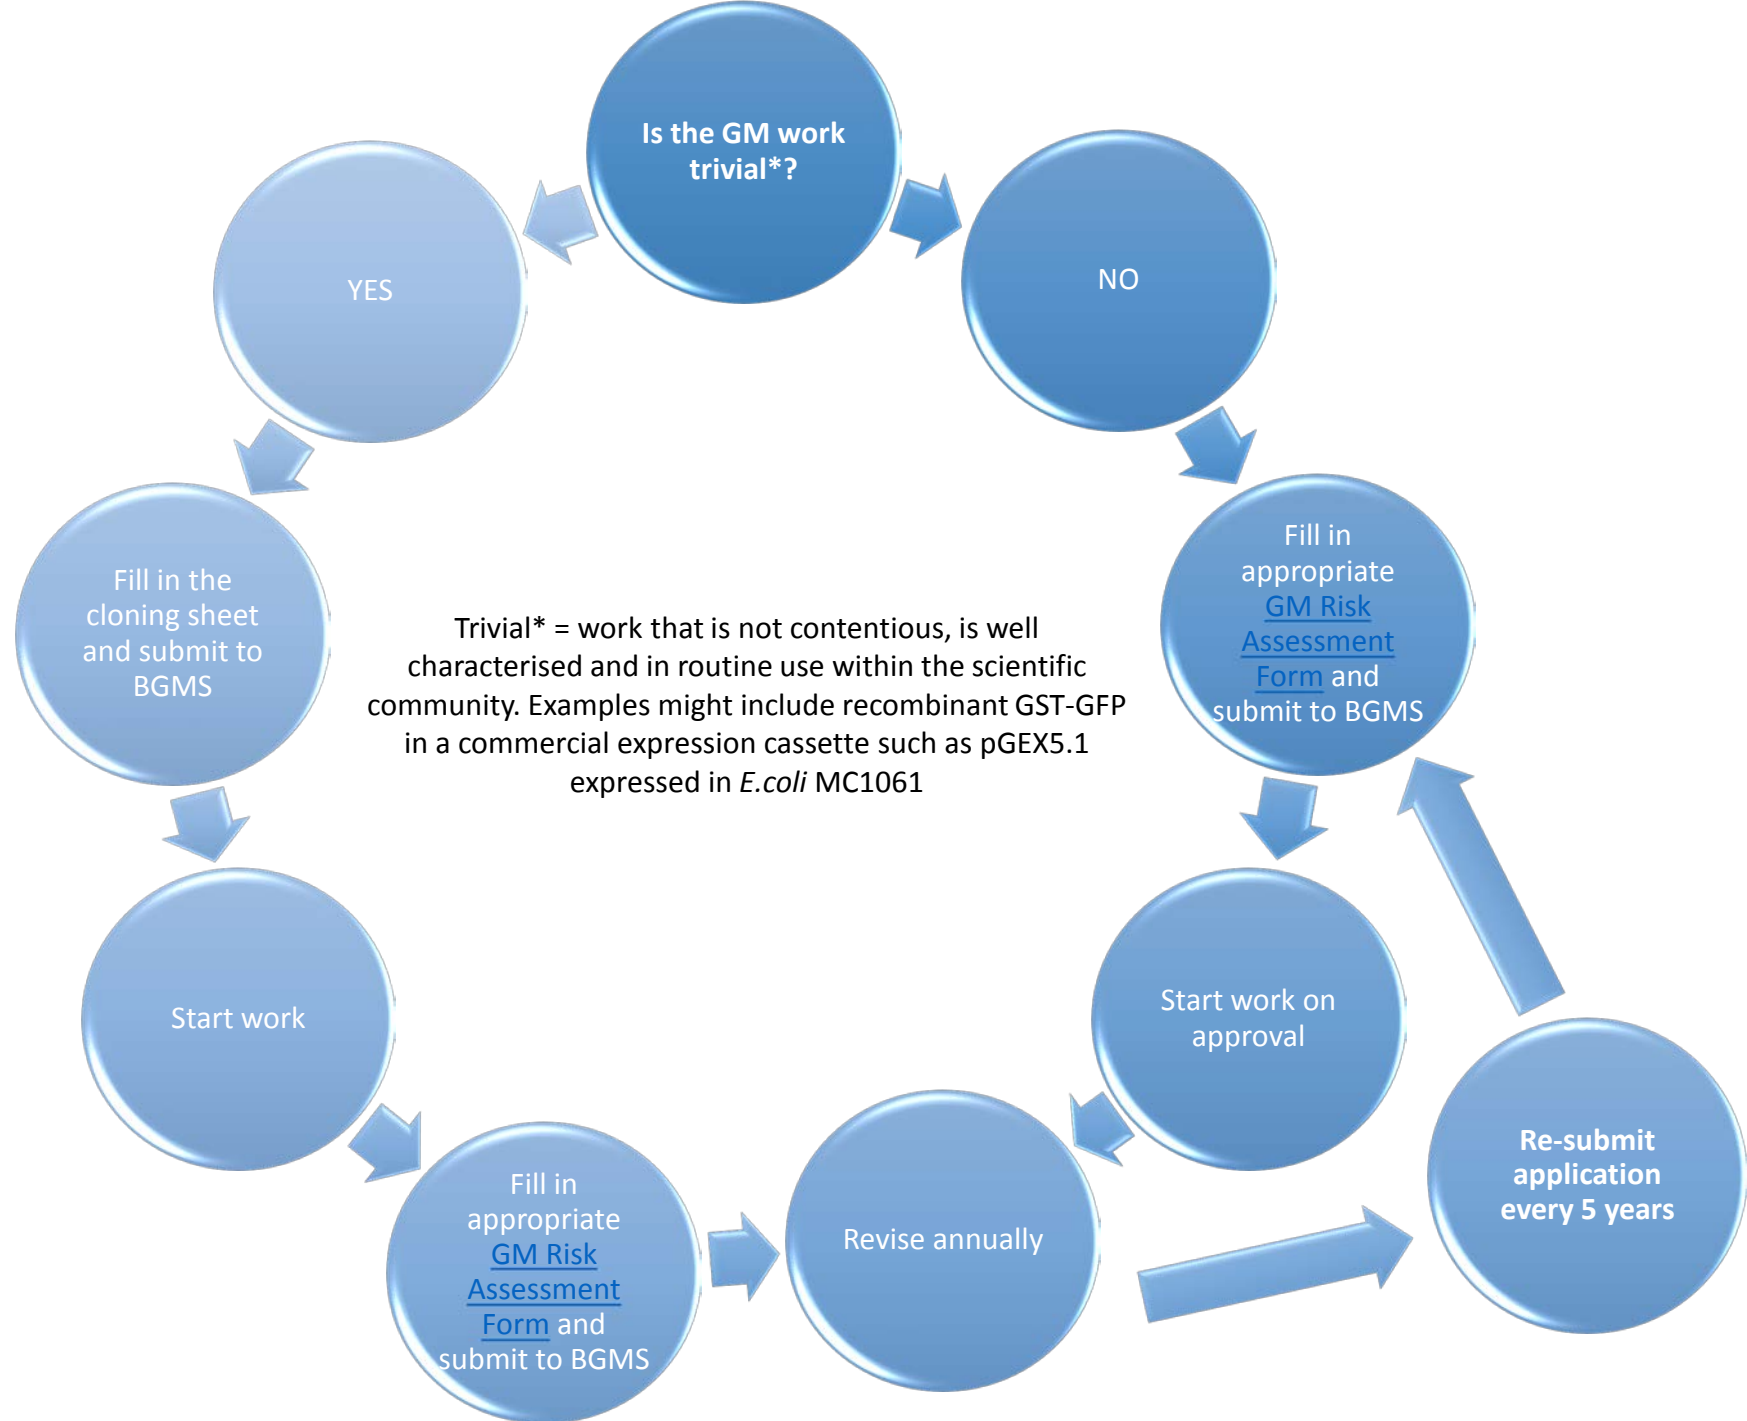 Is the GM work
trivial*?
YES
NO
Fill in the
cloning sheet
and submit to
BGMS
Fill in
appropriate
GM Risk
Assessment
Form and
submit to BGMS
Trivial* = work that is not contentious, is well
characterised and in routine use within the scientific
community. Examples might include recombinant GST-GFP
in a commercial expression cassette such as pGEX5.1
expressed in E.coli MC1061
Start work
Start work on
approval
Fill in
appropriate
GM Risk
Assessment
Form and
submit to BGMS
Revise annually
Re-submit
application
every 5 years